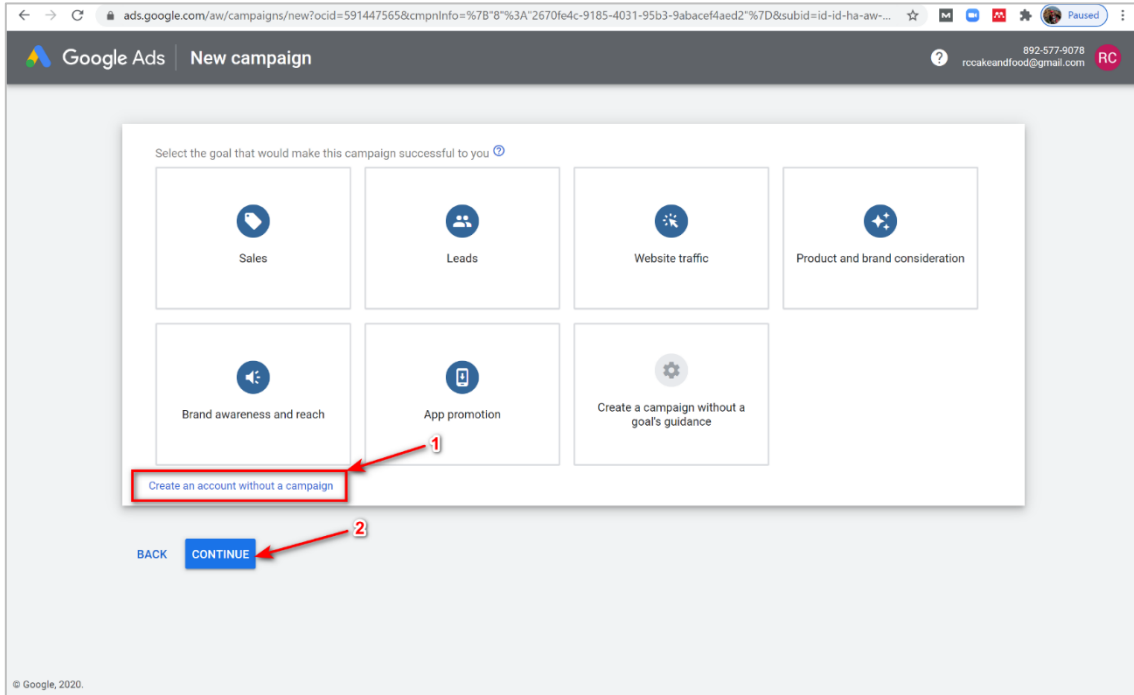 ads.google.com/aw/campaigns/new?ocid=591447565&cmpnInfo=%7B"8"%3A"2670fe4c-9185-4031-95b3-9abacef4aed2"%7D&subid=id-id-ha-aw-...
Paused
Google Ads New campaign
892-577-9078
rccakeandfood@gmail.com
RC
Select the goal that would make this campaign successful to you
Sales
Leads
Website traffic
Product and brand consideration
Brand awareness and reach
App promotion
Create a campaign without a
goal's guidance
1
Create an account without a campaign
2
BACK
CONTINUE
© Google, 2020.